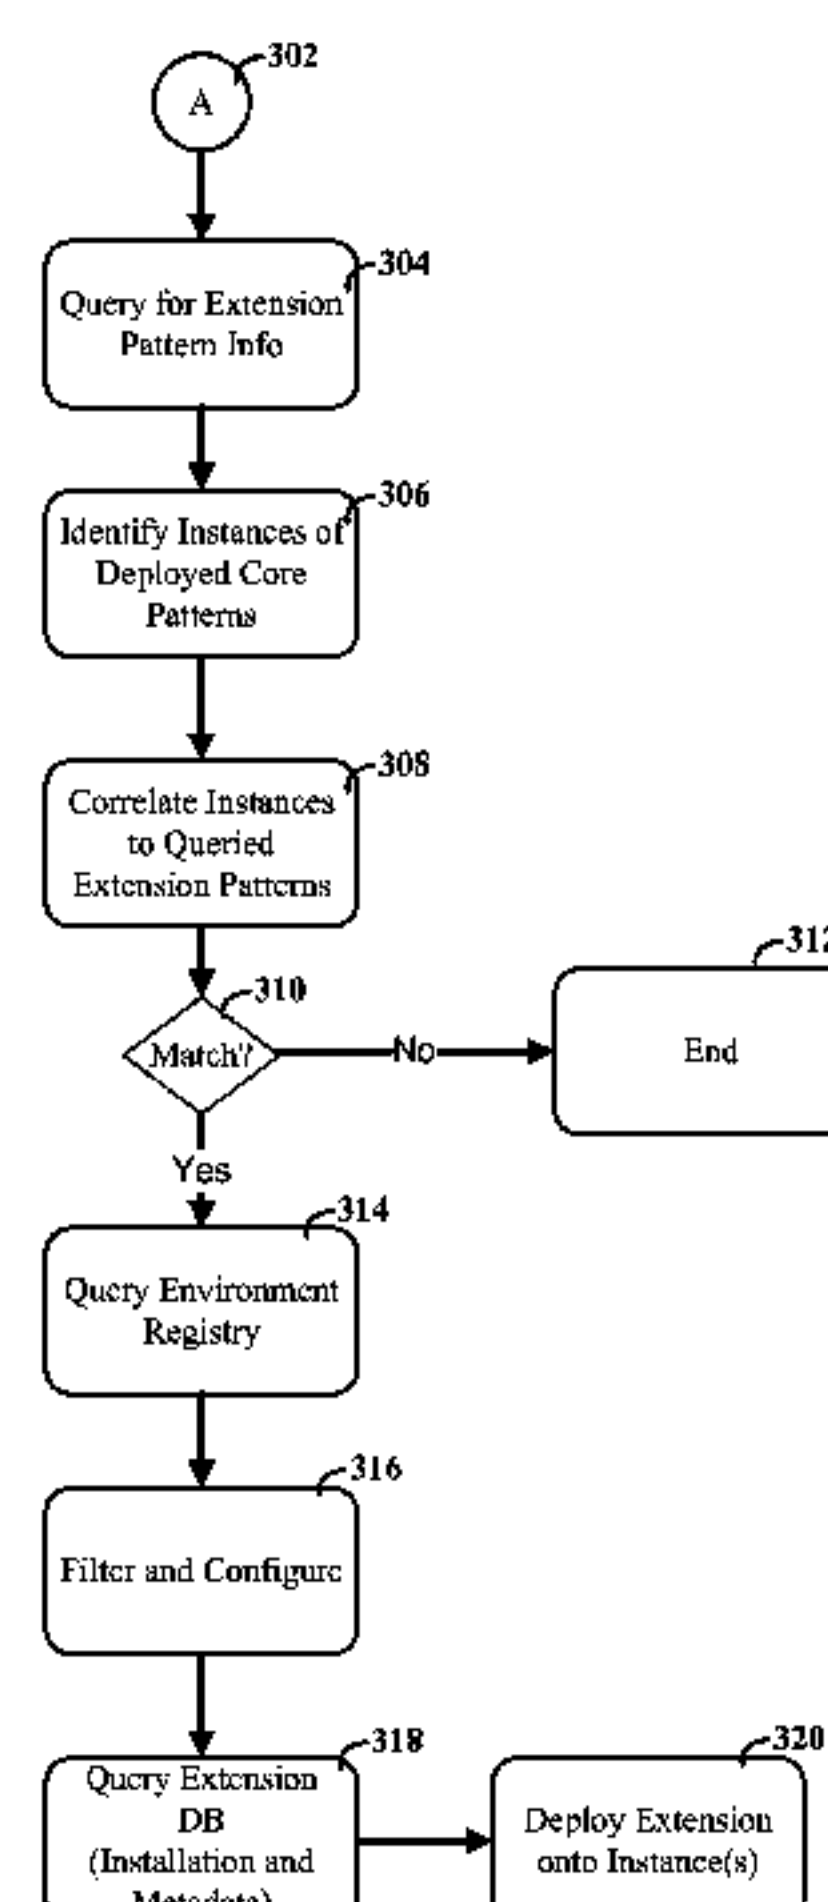 302
A
304
Query for Extension
Pattern Info
306
Identify Instances of
Deployed Core
Patterns
308
Correlate Instances
to Queried
Extension Patterns
312
310
Match?
No
End
Yes
314
Query Environment
Registry
316
Filter and Configure
318
320
Query Extension
DB
(Installation and
Metadata)
Deploy Extension
onto Instance(s)